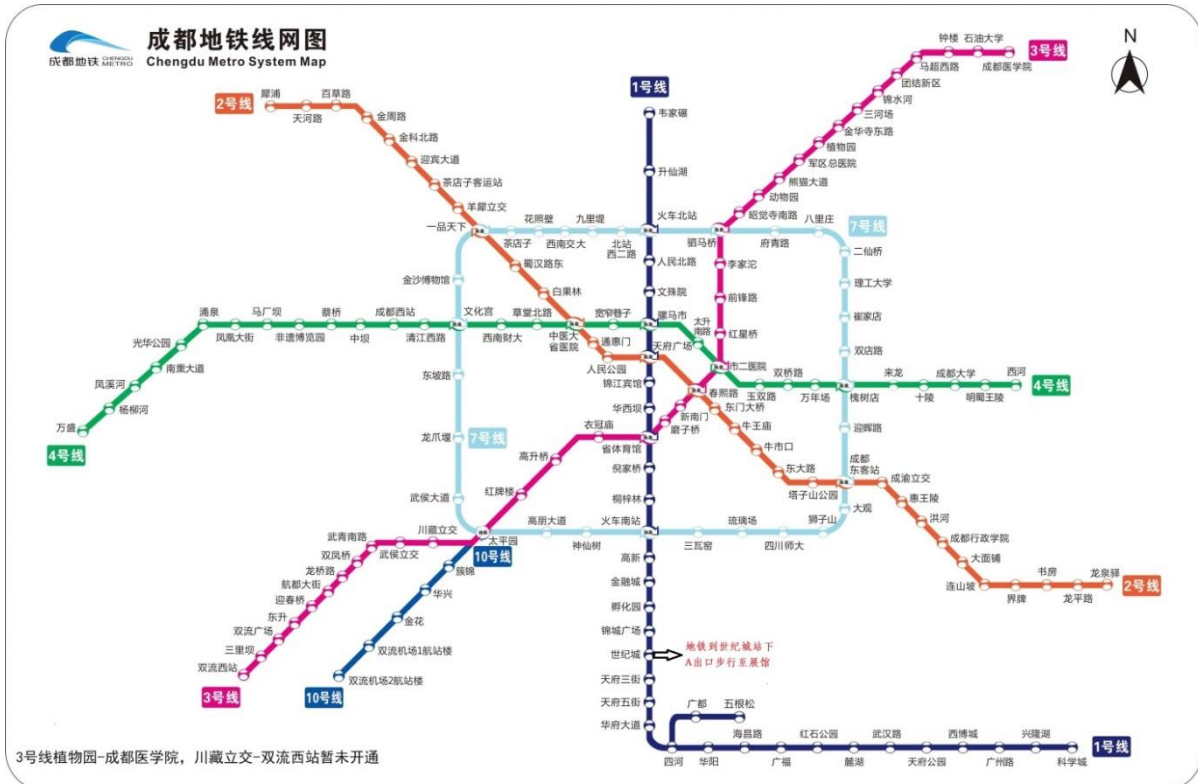 成都地铁 CHENGDU METRO
成都地铁线网图
Chengdu Metro System Map
N
1号线
韦家碾
升仙湖
火车北站
人民北路
文殊院
骡马市
天府广场
锦江宾馆
华西坝
省体育馆
倪家桥
桐梓林
火车南站
高新
金融城
孵化园
锦城广场
世纪城
天府三街
天府五街
华府大道
四河
广都
五根松
华阳
海昌路
广福
红石公园
麓湖
武汉路
天府公园
西博城
广州路
兴隆湖
科学城
1号线
地铁到世纪城站下
A出口步行至展馆
2号线
犀浦
天河路
百草路
金周路
金科北路
迎宾大道
茶店子客运站
羊犀立交
一品天下
蜀汉路东
白果林
中医大
省医院
通惠门
人民公园
春熙路
东门大桥
牛王庙
牛市口
东大路
塔子山公园
成都
东客站
成渝立交
惠王陵
洪河
成都行政学院
大面铺
连山坡
界牌
书房
龙平路
龙泉驿
2号线
3号线
成都医学院
石油大学
钟楼
马超西路
团结新区
锦水河
三河场
金华寺东路
植物园
军区总医院
熊猫大道
动物园
昭觉寺南路
驷马桥
李家沱
前锋路
红星桥
市二医院
新南门
磨子桥
衣冠庙
高升桥
红牌楼
太平园
川藏立交
武侯立交
武青南路
双凤桥
龙桥路
航都大街
迎春桥
东升
双流广场
三里坝
双流西站
3号线
4号线
万盛
杨柳河
凤溪河
南熏大道
光华公园
涌泉
凤凰大街
马厂坝
非遗博览园
蔡桥
中坝
成都西站
清江西路
文化宫
西南财大
草堂北路
宽窄巷子
太升
南路
玉双路
双桥路
万年场
槐树店
来龙
十陵
成都大学
明蜀王陵
西河
4号线
7号线
茶店子
花照壁
西南交大
九里堤
北站
西二路
府青路
八里庄
二仙桥
理工大学
崔家店
双店路
迎晖路
大观
狮子山
四川师大
琉璃场
三瓦窑
神仙树
高朋大道
武侯大道
龙爪堰
东坡路
金沙博物馆
7号线
10号线
簇锦
华兴
金花
双流机场1航站楼
双流机场2航站楼
10号线
3号线植物园-成都医学院，川藏立交-双流西站暂未开通